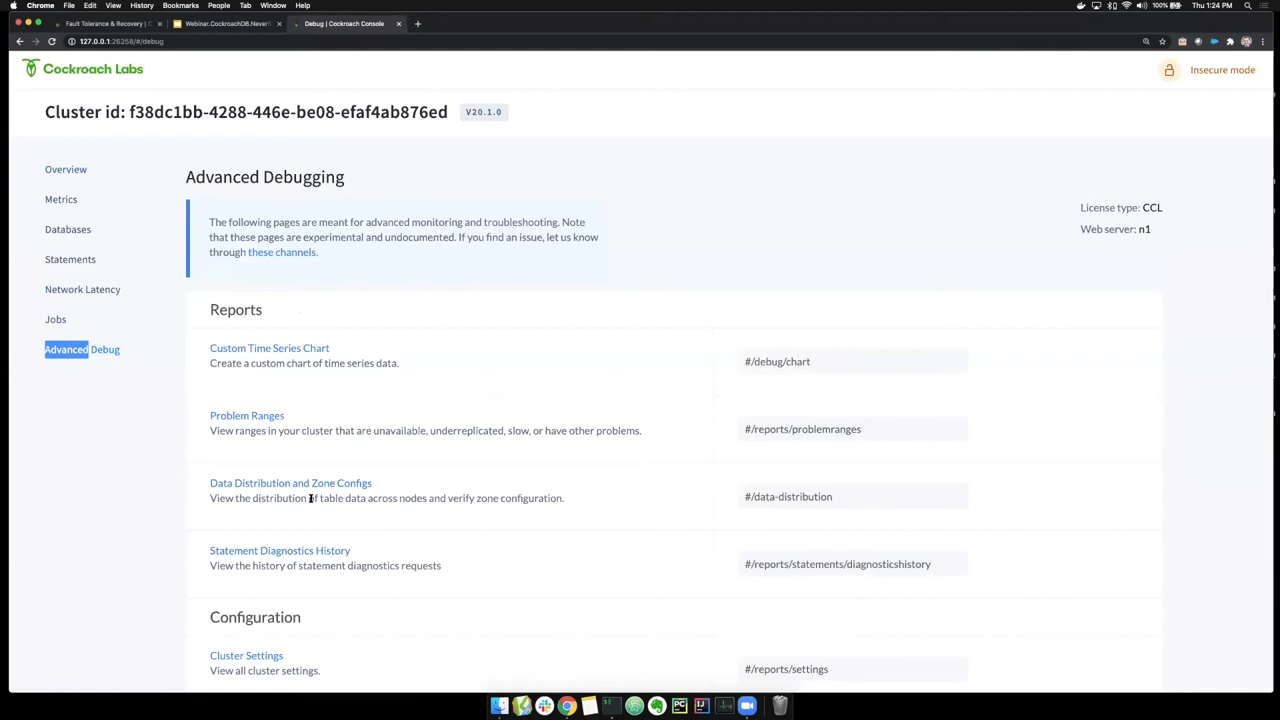 Chrome File Edit View History Bookmarks People Tab Window Help
100% Thu 1:24 PM
Fault Tolerance & Recovery | C
Webinar.CockroachDB.NeverS
Debug | Cockroach Console
127.0.0.1:26258/#/debug
Cockroach Labs
Insecure mode
Cluster id: f38dc1bb-4288-446e-be08-efaf4ab876ed
V20.1.0
Overview
Metrics
Databases
Statements
Network Latency
Jobs
Advanced Debug
Advanced Debugging
The following pages are meant for advanced monitoring and troubleshooting. Note
that these pages are experimental and undocumented. If you find an issue, let us know
through these channels.
License type: CCL
Web server: n1
Reports
Custom Time Series Chart
Create a custom chart of time series data.
#/debug/chart
Problem Ranges
View ranges in your cluster that are unavailable, underreplicated, slow, or have other problems.
#/reports/problemranges
Data Distribution and Zone Configs
View the distribution of table data across nodes and verify zone configuration.
#/data-distribution
Statement Diagnostics History
View the history of statement diagnostics requests
#/reports/statements/diagnosticshistory
Configuration
Cluster Settings
View all cluster settings.
#/reports/settings